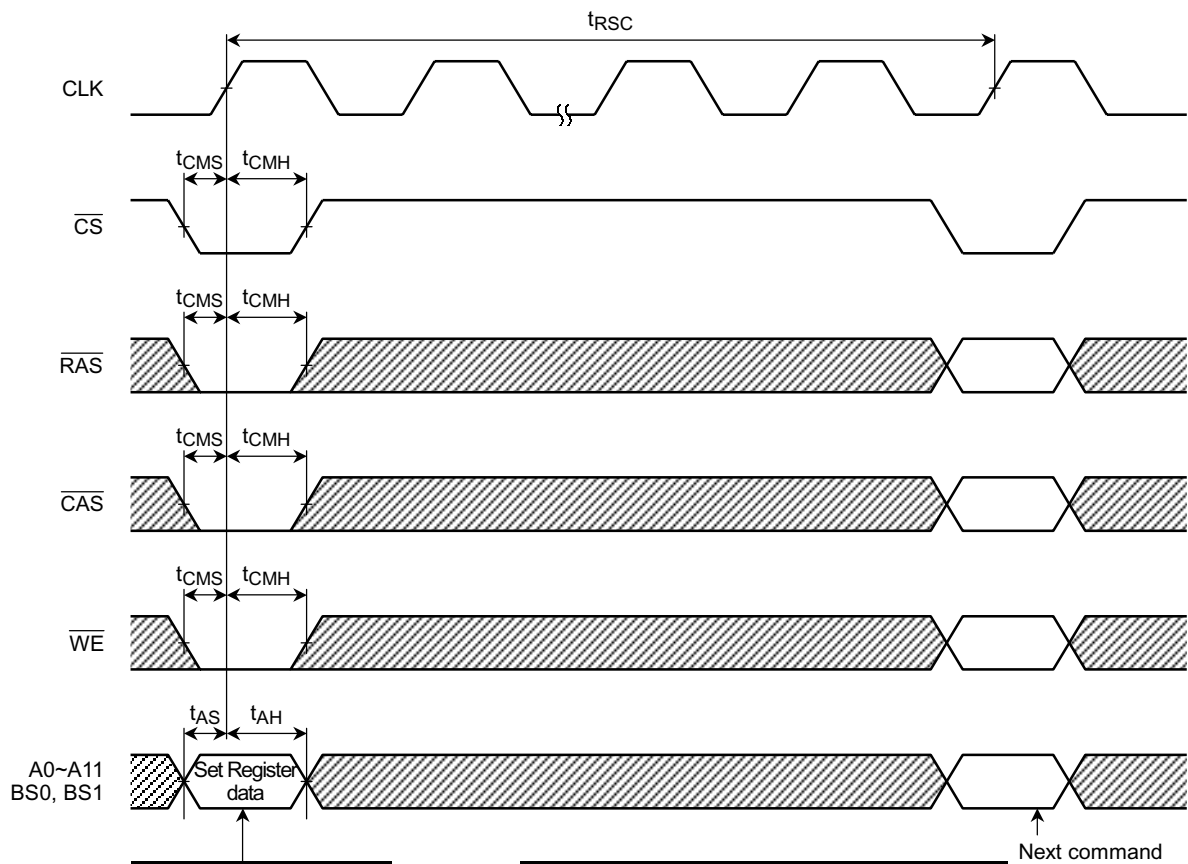 tRSC
CLK
tCMS tCMH
CS
tCMS tCMH
RAS
tCMS tCMH
CAS
tCMS tCMH
WE
tAS tAH
A0~A11
BS0, BS1
Set Register
data
Next command